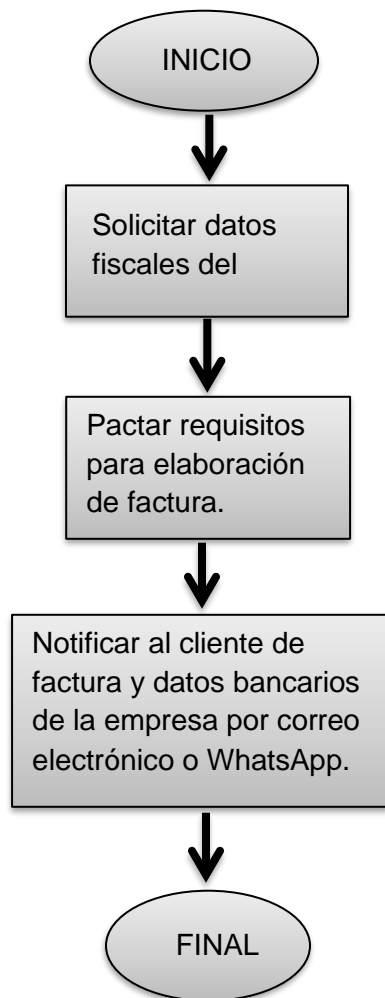 INICIO
Solicitar datos
fiscales del
Pactar requisitos
para elaboración
de factura.
Notificar al cliente de
factura y datos bancarios
de la empresa por correo
electrónico o WhatsApp.
FINAL